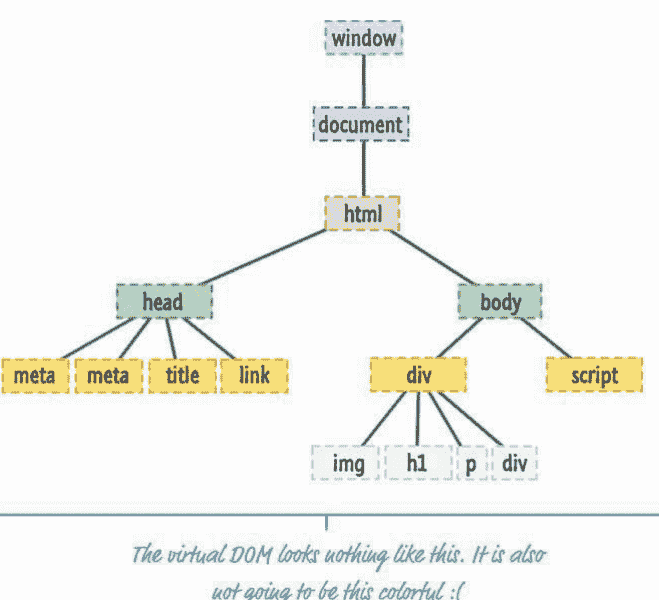 window
document
html
head body
meta meta title link div script
img h1 p div
The virtual DOM looks nothing like this. It is also
not going to be this colorful :(